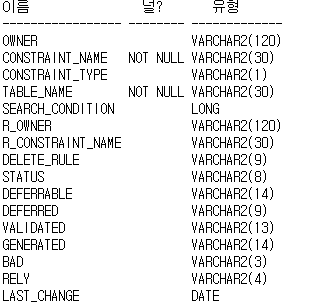 이름 널? 유형
----------------- -------- -------------
OWNER VARCHAR2(120)
CONSTRAINT_NAME NOT NULL VARCHAR2(30)
CONSTRAINT_TYPE VARCHAR2(1)
TABLE_NAME NOT NULL VARCHAR2(30)
SEARCH_CONDITION LONG
R_OWNER VARCHAR2(120)
R_CONSTRAINT_NAME VARCHAR2(30)
DELETE_RULE VARCHAR2(9)
STATUS VARCHAR2(8)
DEFERRABLE VARCHAR2(14)
DEFERRED VARCHAR2(9)
VALIDATED VARCHAR2(13)
GENERATED VARCHAR2(14)
BAD VARCHAR2(3)
RELY VARCHAR2(4)
LAST_CHANGE DATE